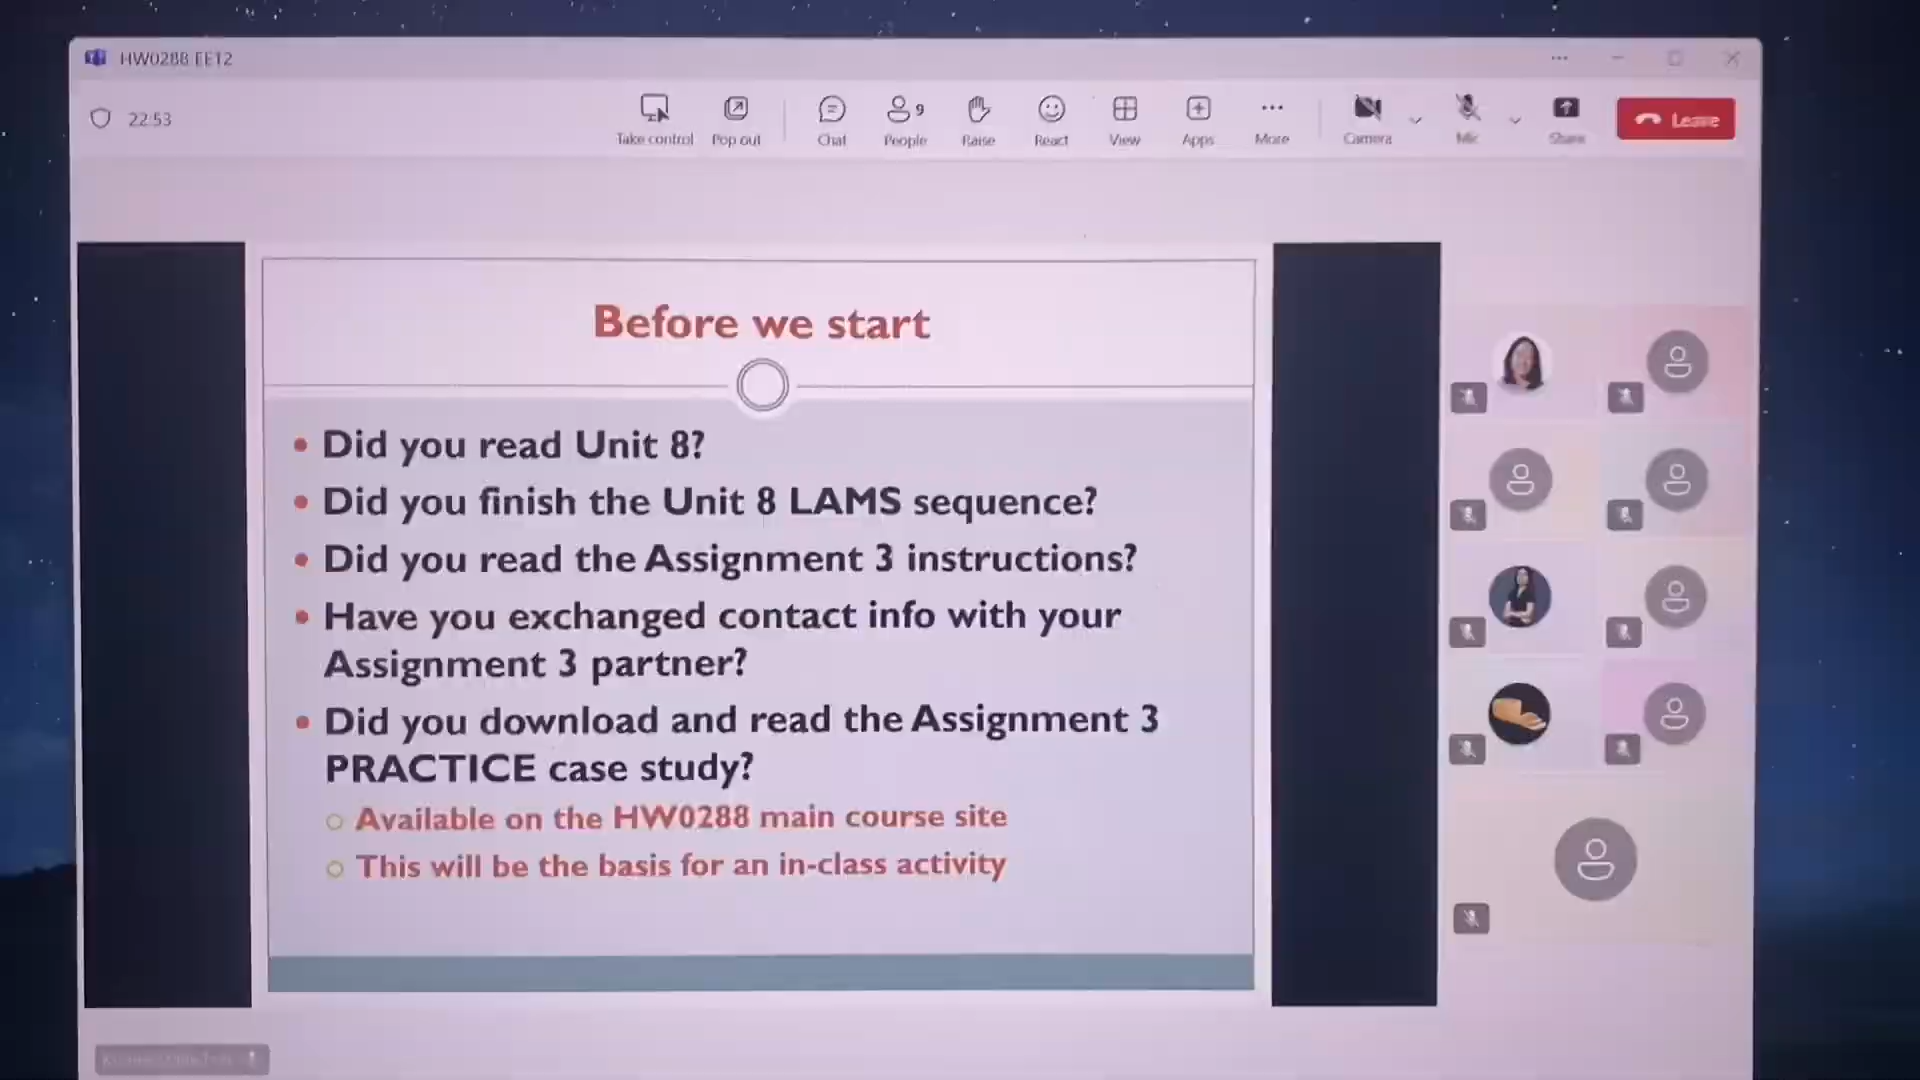 HW0288 EE12
22:53
Take control
Pop out
Chat
People
9
Raise
React
View
Apps
More
Camera
Mic
Share
Leave
Before we start
• Did you read Unit 8?
• Did you finish the Unit 8 LAMS sequence?
• Did you read the Assignment 3 instructions?
• Have you exchanged contact info with your
Assignment 3 partner?
• Did you download and read the Assignment 3
PRACTICE case study?
○ Available on the HW0288 main course site
○ This will be the basis for an in-class activity